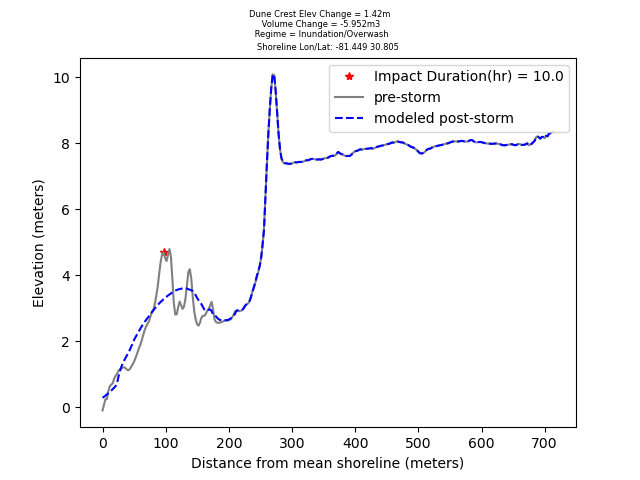 Dune Crest Elev Change = 1.42m
Volume Change = -5.952m3
Regime = Inundation/Overwash
Shoreline Lon/Lat: -81.449 30.805
Impact Duration(hr) = 10.0
pre-storm
modeled post-storm
10
8
6
4
2
0
Elevation (meters)
0 100 200 300 400 500 600 700
Distance from mean shoreline (meters)